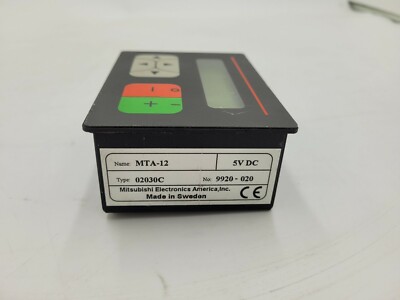 Name: MTA-12 5V DC
Type: 02030C No: 9920 - 020
Mitsubishi Electronics America,Inc.
Made in Sweden
CE